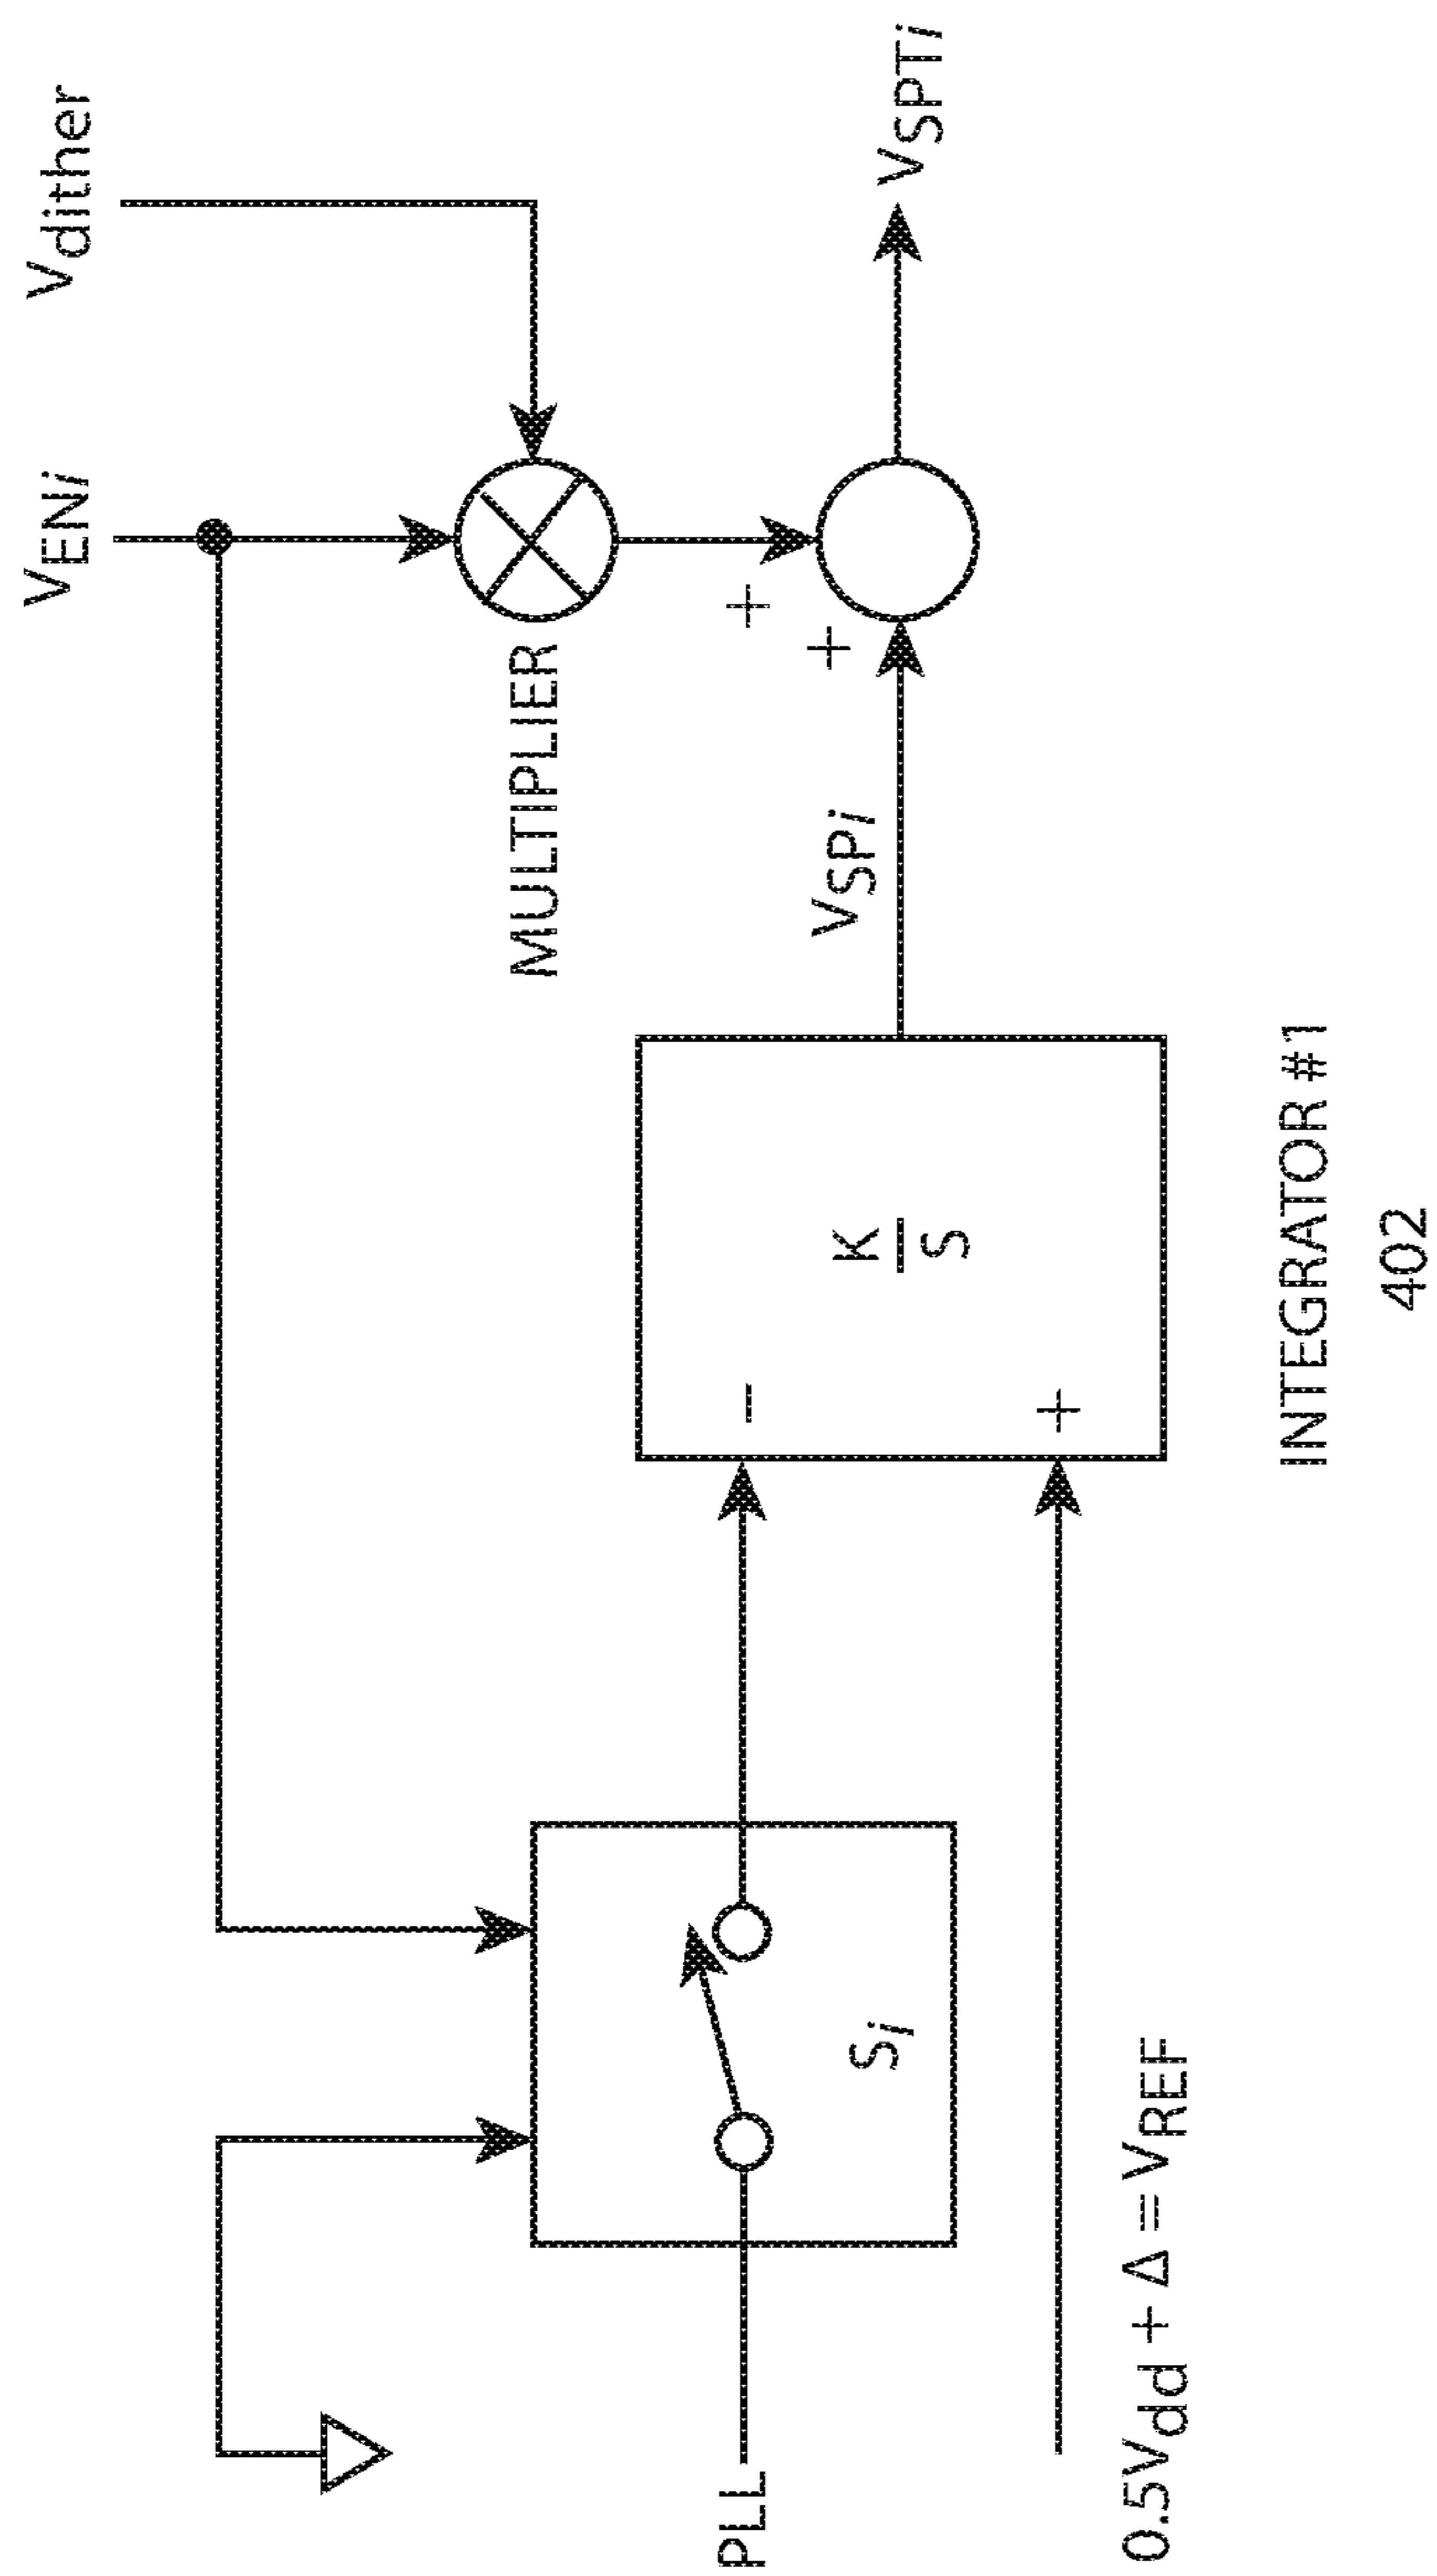 V_dither
V_ENi
MULTIPLIER
+
+
V_SPTi
V_SPi
K
S
−
+
INTEGRATOR #1
402
S_i
PLL
0.5V_dd + Δ = V_REF